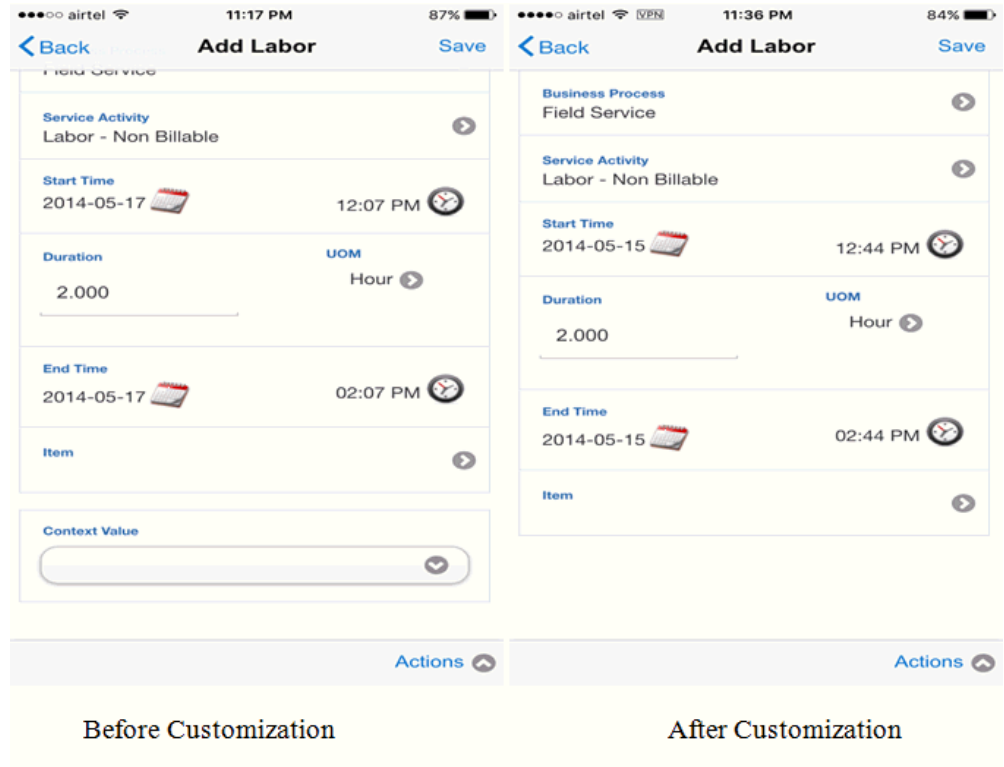 airtel 11:17 PM 87%
Back Add Labor Save
Field Service
Service Activity
Labor - Non Billable
Start Time
2014-05-17 12:07 PM
Duration UOM
2.000 Hour
End Time
2014-05-17 02:07 PM
Item
Context Value
Actions
Before Customization
airtel VPN 11:36 PM 84%
Back Add Labor Save
Business Process
Field Service
Service Activity
Labor - Non Billable
Start Time
2014-05-15 12:44 PM
Duration UOM
2.000 Hour
End Time
2014-05-15 02:44 PM
Item
Actions
After Customization